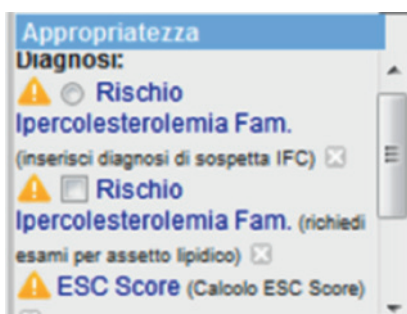 Appropriatezza
Diagnosi:
Rischio
Ipercolesterolemia Fam.
(inserisci diagnosi di sospetta IFC)
Rischio
Ipercolesterolemia Fam. (richiedi
esami per assetto lipidico)
ESC Score (Calcolo ESC Score)